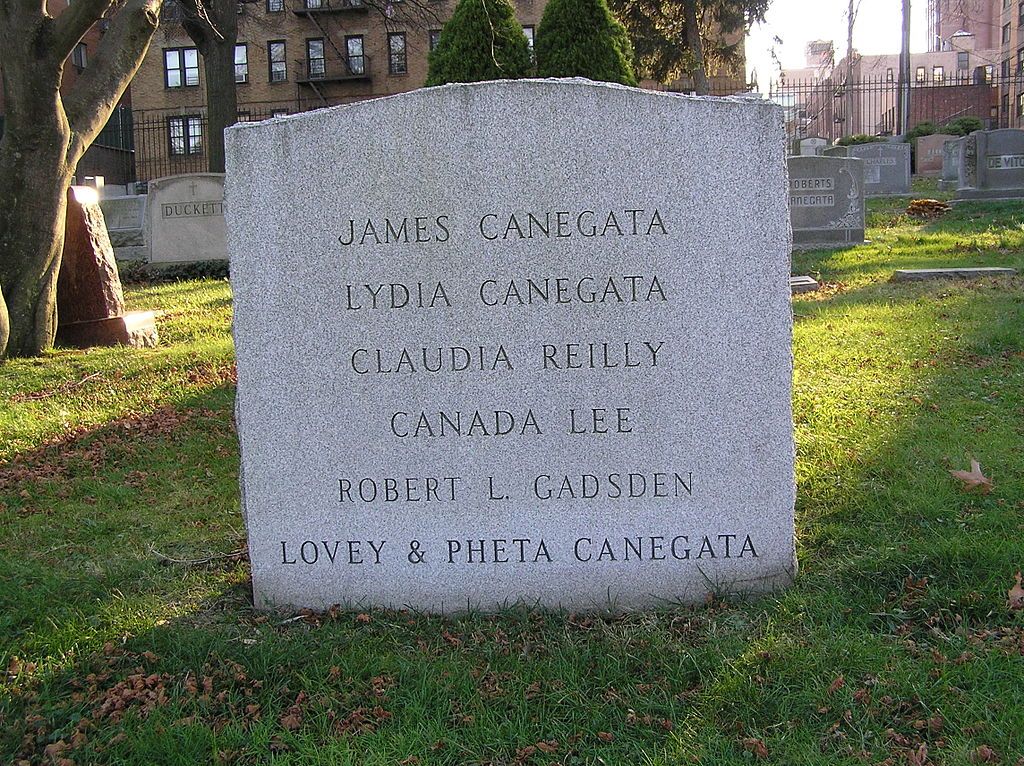 JAMES CANEGATA
LYDIA CANEGATA
CLAUDIA REILLY
CANADA LEE
ROBERT L. GADSDEN
LOVEY & PHETA CANEGATA
DUCKETT
ROBERTS
CANEGATA
DE VITO